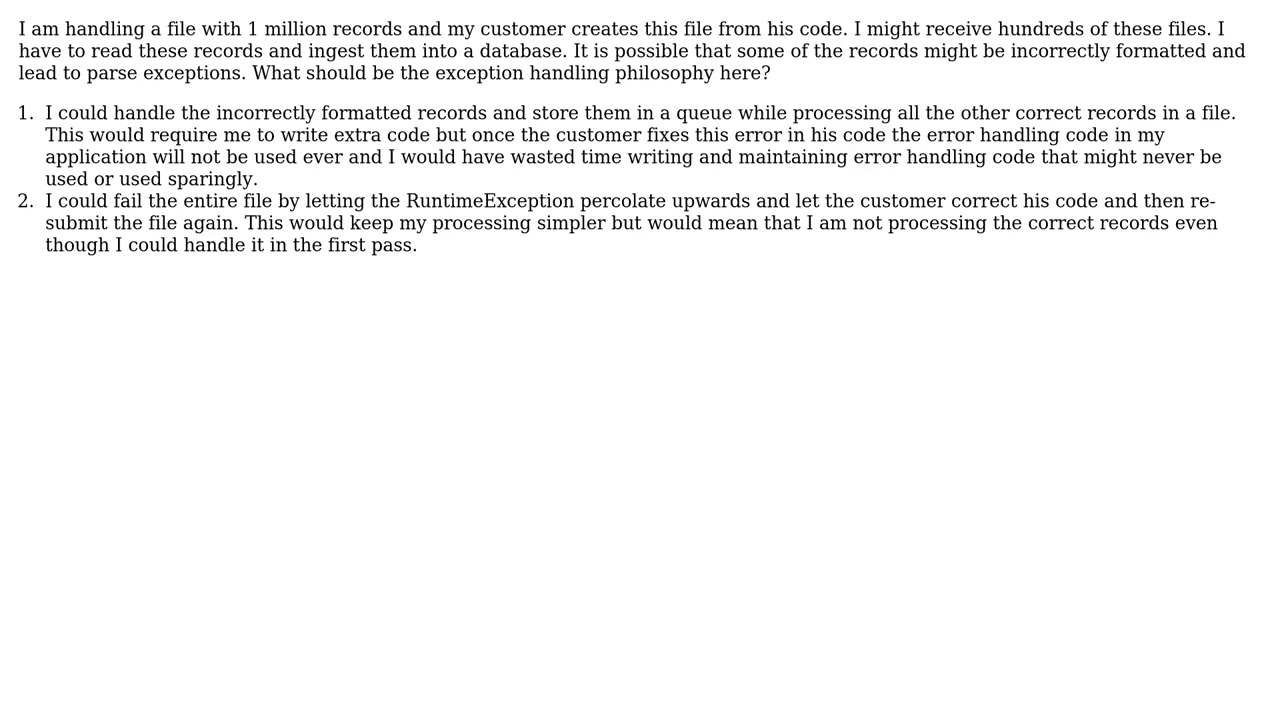 I am handling a file with 1 million records and my customer creates this file from his code. I might receive hundreds of these files. I
have to read these records and ingest them into a database. It is possible that some of the records might be incorrectly formatted and
lead to parse exceptions. What should be the exception handling philosophy here?
1. I could handle the incorrectly formatted records and store them in a queue while processing all the other correct records in a file.
This would require me to write extra code but once the customer fixes this error in his code the error handling code in my
application will not be used ever and I would have wasted time writing and maintaining error handling code that might never be
used or used sparingly.
2. I could fail the entire file by letting the RuntimeException percolate upwards and let the customer correct his code and then re-
submit the file again. This would keep my processing simpler but would mean that I am not processing the correct records even
though I could handle it in the first pass.